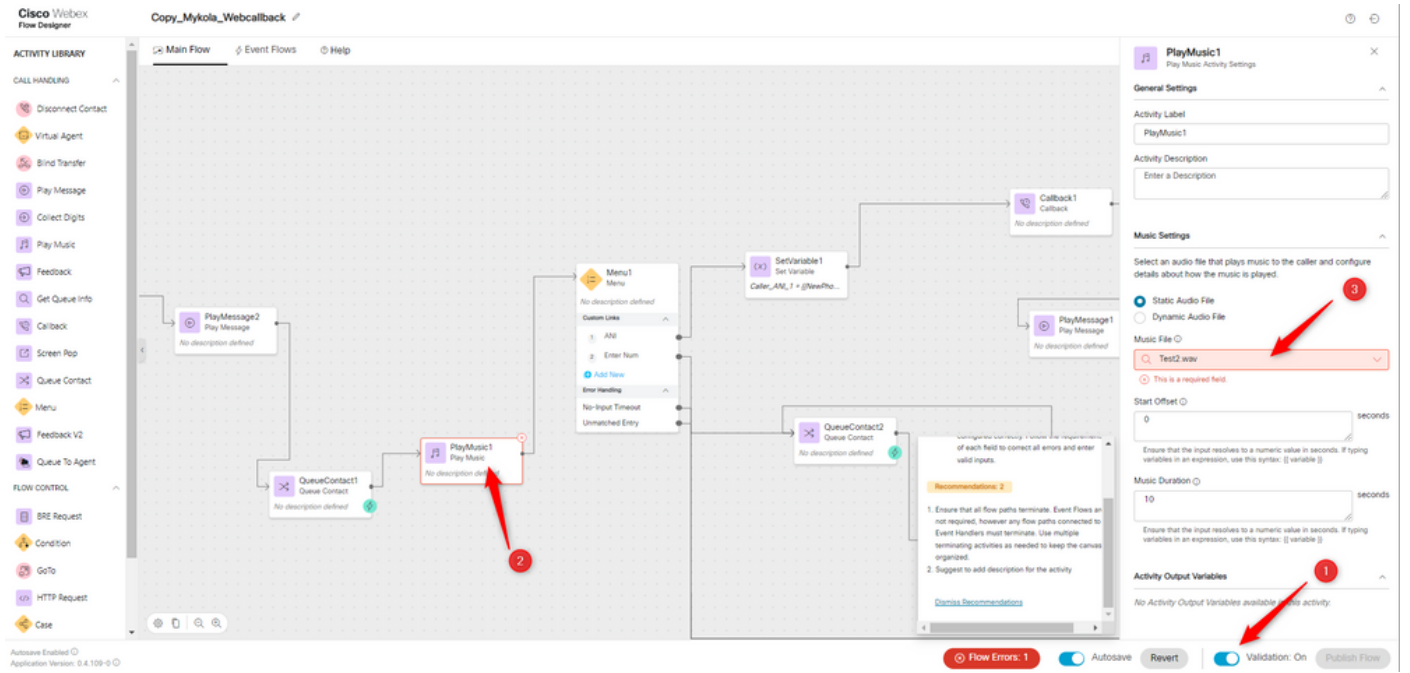 Cisco Webex
Flow Designer
Copy_Mykola_Webcallback
ACTIVITY LIBRARY
CALL HANDLING
Disconnect Contact
Virtual Agent
Blind Transfer
Play Message
Collect Digits
Play Music
Feedback
Get Queue Info
Callback
Screen Pop
Queue Contact
Menu
Feedback V2
Queue To Agent
FLOW CONTROL
BRE Request
Condition
GoTo
HTTP Request
Case
Main Flow
Event Flows
Help
PlayMessage2
Play Message
No description defined
QueueContact1
Queue Contact
No description defined
PlayMusic1
Play Music
No description defined
2
Menu1
Menu
No description defined
Custom Links
1 ANI
2 Enter Num
Add New
Error Handling
No-Input Timeout
Unmatched Entry
SetVariable1
Set Variable
Caller_ANI_1 = {{NewPho...
Callback1
Callback
No description defined
PlayMessage1
Play Message
No description defined
QueueContact2
Queue Contact
No description defined
configured correctly. Follow the requirement
of each field to correct all errors and enter
valid inputs.
Recommendations: 2
1. Ensure that all flow paths terminate. Event Flows are
not required, however any flow paths connected to
Event Handlers must terminate. Use multiple
terminating activities as needed to keep the canvas
organized.
2. Suggest to add description for the activity
Dismiss Recommendations
PlayMusic1
Play Music Activity Settings
General Settings
Activity Label
PlayMusic1
Activity Description
Enter a Description
Music Settings
Select an audio file that plays music to the caller and configure
details about how the music is played.
3
Static Audio File
Dynamic Audio File
Music File
Test2.wav
This is a required field.
Start Offset
0
seconds
Ensure that the input resolves to a numeric value in seconds. If typing
variables in an expression, use this syntax: {{ variable }}
Music Duration
10
seconds
Ensure that the input resolves to a numeric value in seconds. If typing
variables in an expression, use this syntax: {{ variable }}
Activity Output Variables
1
No Activity Output Variables available in this activity.
Autosave Enabled
Application Version: 0.4.109-0
Flow Errors: 1
Autosave
Revert
Validation: On
Publish Flow